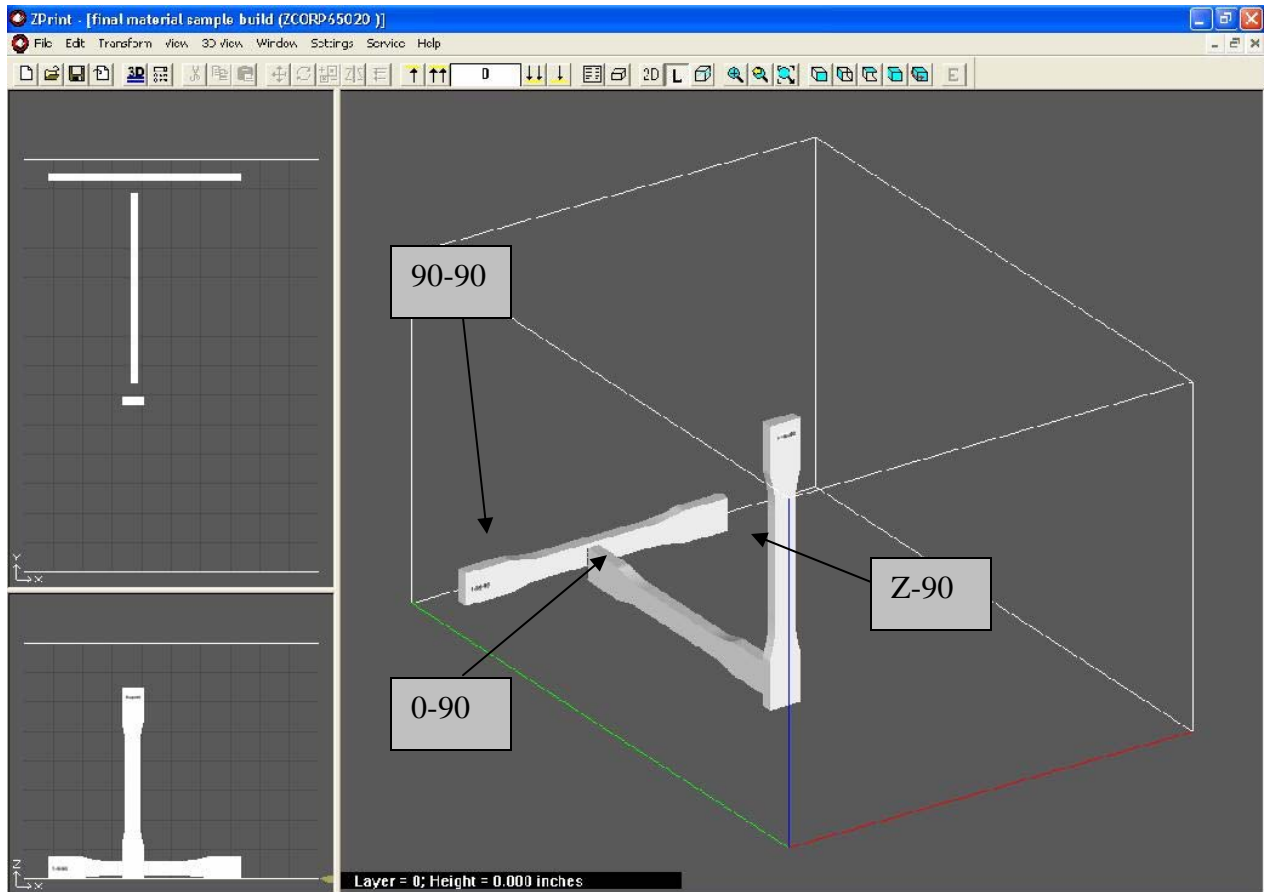 ZPrint - [final material sample build (ZCORP65020 )]
File Edit Transform View 3D View Window Settings Service Help
0 2D L E
3D
90-90
Z-90
0-90
Y
X
Z
X
Layer = 0; Height = 0.000 inches